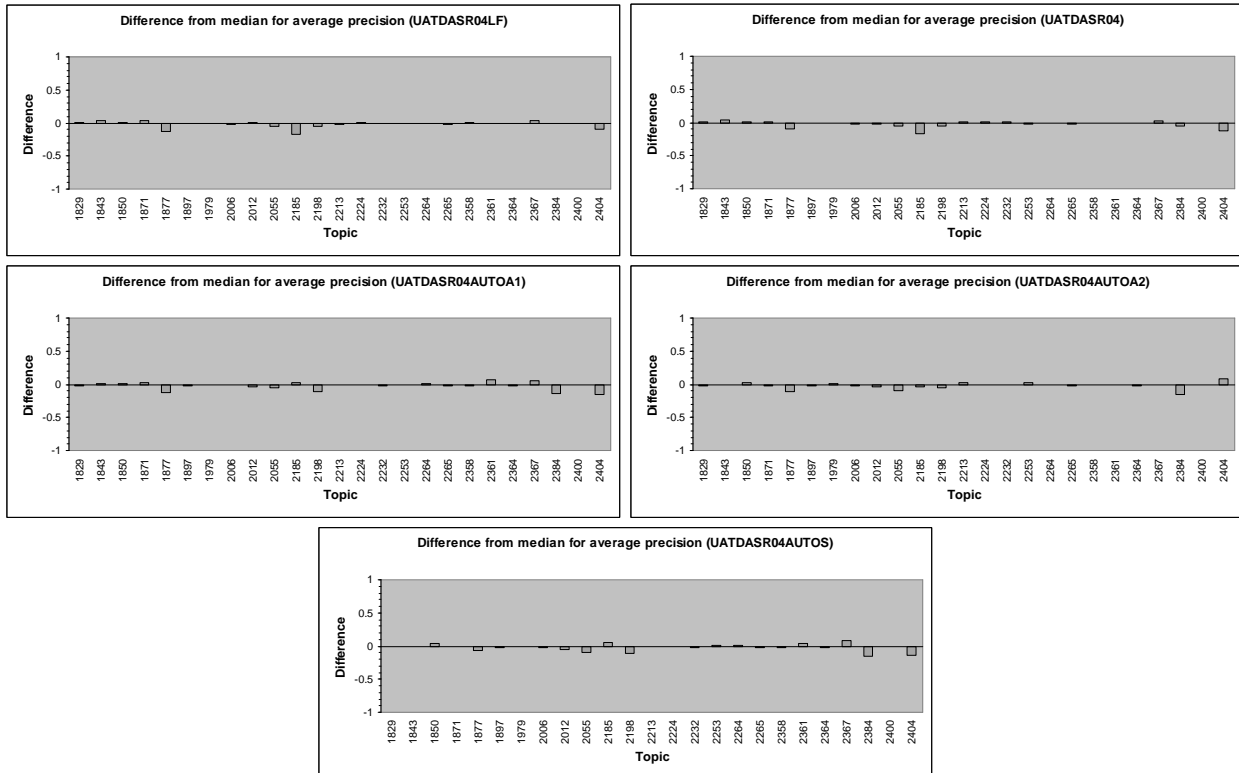 Difference from median for average precision (UATDASR04LF)
1
0.5
0
-0.5
-1
Difference
1829 1843 1850 1871 1877 1897 1979 2006 2012 2055 2185 2198 2213 2224 2232 2253 2264 2265 2358 2361 2364 2367 2384 2400 2404
Topic
Difference from median for average precision (UATDASR04)
1
0.5
0
-0.5
-1
Difference
1829 1843 1850 1871 1877 1897 1979 2006 2012 2055 2185 2198 2213 2224 2232 2253 2264 2265 2358 2361 2364 2367 2384 2400 2404
Topic
Difference from median for average precision (UATDASR04AUTOA1)
1
0.5
0
-0.5
-1
Difference
1829 1843 1850 1871 1877 1897 1979 2006 2012 2055 2185 2198 2213 2224 2232 2253 2264 2265 2358 2361 2364 2367 2384 2400 2404
Topic
Difference from median for average precision (UATDASR04AUTOA2)
1
0.5
0
-0.5
-1
Difference
1829 1843 1850 1871 1877 1897 1979 2006 2012 2055 2185 2198 2213 2224 2232 2253 2264 2265 2358 2361 2364 2367 2384 2400 2404
Topic
Difference from median for average precision (UATDASR04AUTOS)
1
0.5
0
-0.5
-1
Difference
1829 1843 1850 1871 1877 1897 1979 2006 2012 2055 2185 2198 2213 2224 2232 2253 2264 2265 2358 2361 2364 2367 2384 2400 2404
Topic